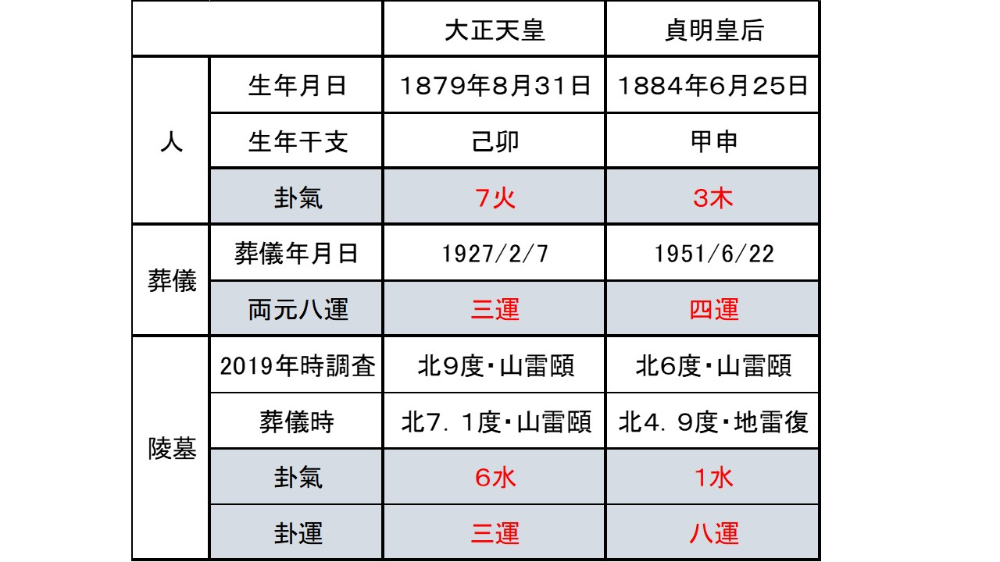 大正天皇 貞明皇后
人 生年月日 １８７９年８月３１日 １８８４年６月２５日
生年干支 己卯 甲申
卦氣 ７火 ３木
葬儀 葬儀年月日 1927/2/7 1951/6/22
両元八運 三運 四運
陵墓 2019年時調査 北９度・山雷頤 北６度・山雷頤
葬儀時 北７．１度・山雷頤 北４．９度・地雷復
卦氣 ６水 １水
卦運 三運 八運